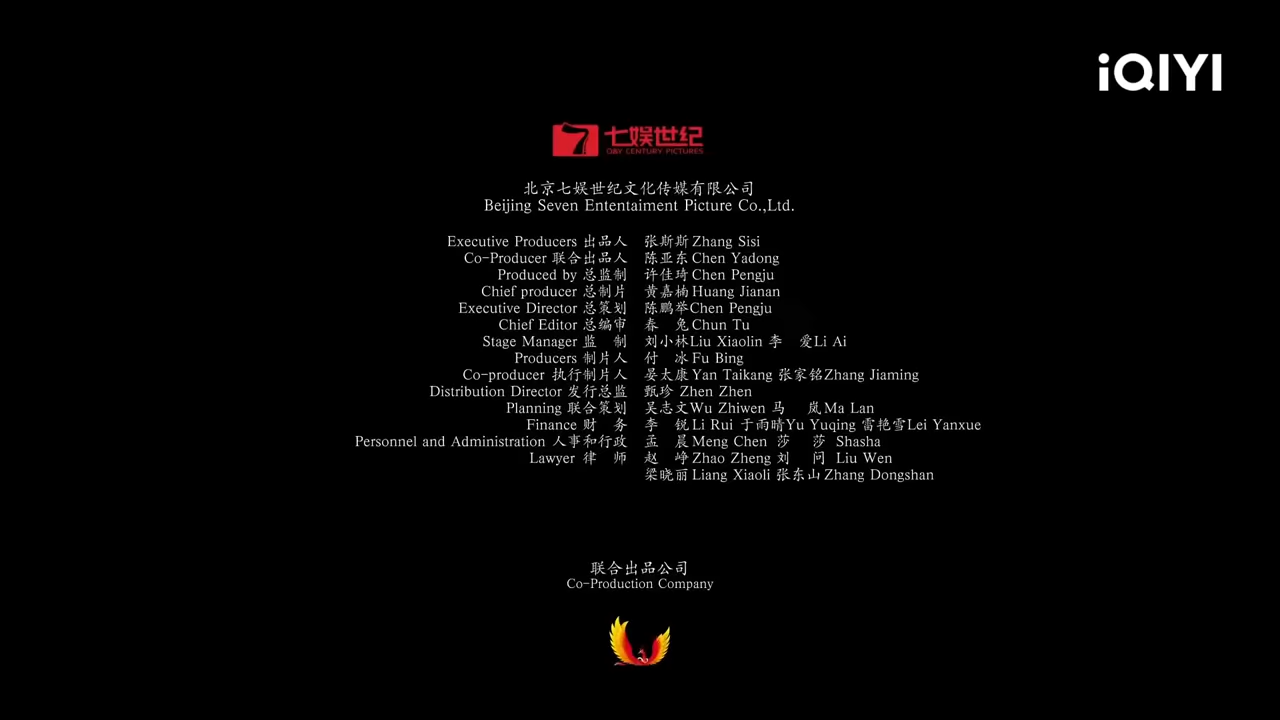 iQIYI
7 七娱世纪
Q&Y CENTURY PICTURES
北京七娱世纪文化传媒有限公司
Beijing Seven Ententaiment Picture Co.,Ltd.
Executive Producers 出品人 张斯斯 Zhang Sisi
Co-Producer 联合出品人 陈亚东 Chen Yadong
Produced by 总监制 许佳琦 Chen Pengju
Chief producer 总制片 黄嘉楠 Huang Jianan
Executive Director 总策划 陈鹏举 Chen Pengju
Chief Editor 总编审 春 兔 Chun Tu
Stage Manager 监 制 刘小林 Liu Xiaolin 李 爱 Li Ai
Producers 制片人 付 冰 Fu Bing
Co-producer 执行制片人 晏太康 Yan Taikang 张家铭 Zhang Jiaming
Distribution Director 发行总监 甄珍 Zhen Zhen
Planning 联合策划 吴志文 Wu Zhiwen 马 岚 Ma Lan
Finance 财 务 李 锐 Li Rui 于雨晴 Yu Yuqing 雷艳雪 Lei Yanxue
Personnel and Administration 人事和行政 孟 晨 Meng Chen 莎 莎 Shasha
Lawyer 律 师 赵 峥 Zhao Zheng 刘 问 Liu Wen
梁晓丽 Liang Xiaoli 张东山 Zhang Dongshan
联合出品公司
Co-Production Company